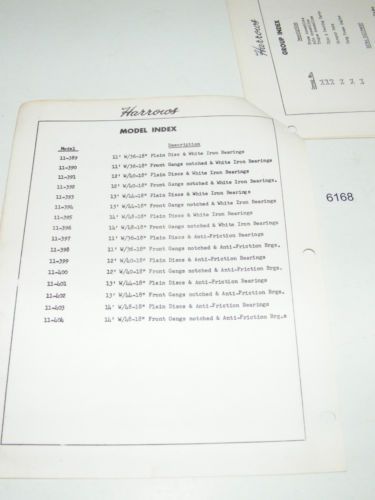 Harrows
MODEL INDEX
Model Description
11-389 11' W/36-18" Plain Discs & White Iron Bearings
11-390 11' W/36-18" Front Gangs notched & White Iron Bearings
11-391 12' W/40-18" Plain Discs & White Iron Bearings
11-392 12' W/40-18" Front Gangs notched & White Iron Bearings.
11-393 13' W/44-18" Plain Discs & White Iron Bearings
11-394 13' W/44-18" Front Gangs notched & White Iron Bearings
11-395 14' W/48-18" Plain Discs & White Iron Bearings
11-396 14' W/48-18" Front Gangs notched & White Iron Bearings
11-397 11' W/36-18" Plain Discs & Anti-Friction Bearings
11-398 11' W/36-18" Front Gangs notched & Anti-Friction Brgs.
11-399 12' W/40-18" Plain Discs & Anti-Friction Bearings
11-400 12' W/40-18" Front Gangs notched & Anti-Friction Brgs.
11-401 13' W/44-18" Plain Discs & Anti-Friction Bearings
11-402 13' W/44-18" Front Gangs notched & Anti-Friction Brgs.
11-403 14' W/48-18" Plain Discs & Anti-Friction Bearings
11-404 14' W/48-18" Front Gangs notched & Anti-Friction Brg.s
Harrows
GROUP INDEX
Description
6168